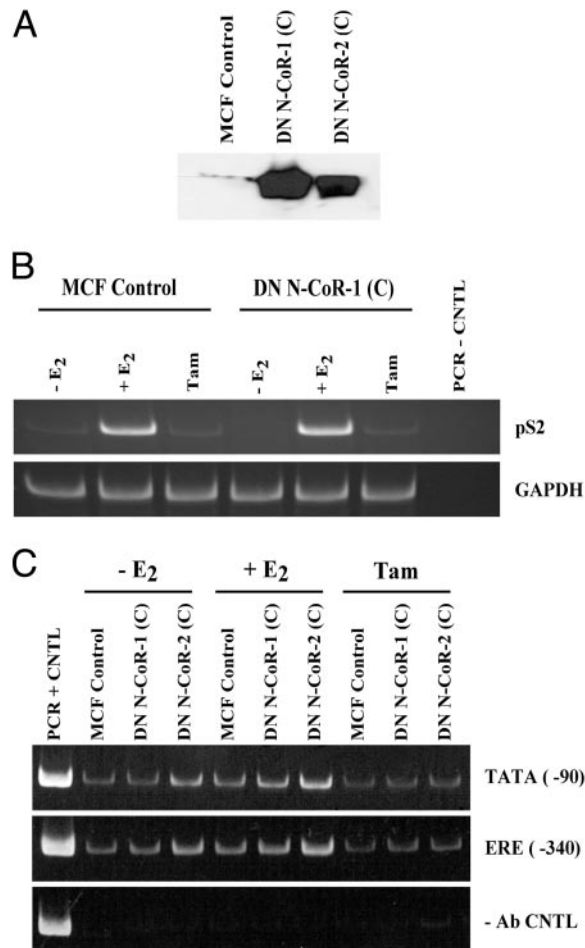 A
MCF Control
DN N-CoR-1 (C)
DN N-CoR-2 (C)
B
MCF Control
DN N-CoR-1 (C)
- E2
+ E2
Tam
- E2
+ E2
Tam
PCR - CNTL
pS2
GAPDH
C
- E2
+ E2
Tam
PCR + CNTL
MCF Control
DN N-CoR-1 (C)
DN N-CoR-2 (C)
MCF Control
DN N-CoR-1 (C)
DN N-CoR-2 (C)
MCF Control
DN N-CoR-1 (C)
DN N-CoR-2 (C)
TATA ( -90)
ERE ( -340)
- Ab CNTL